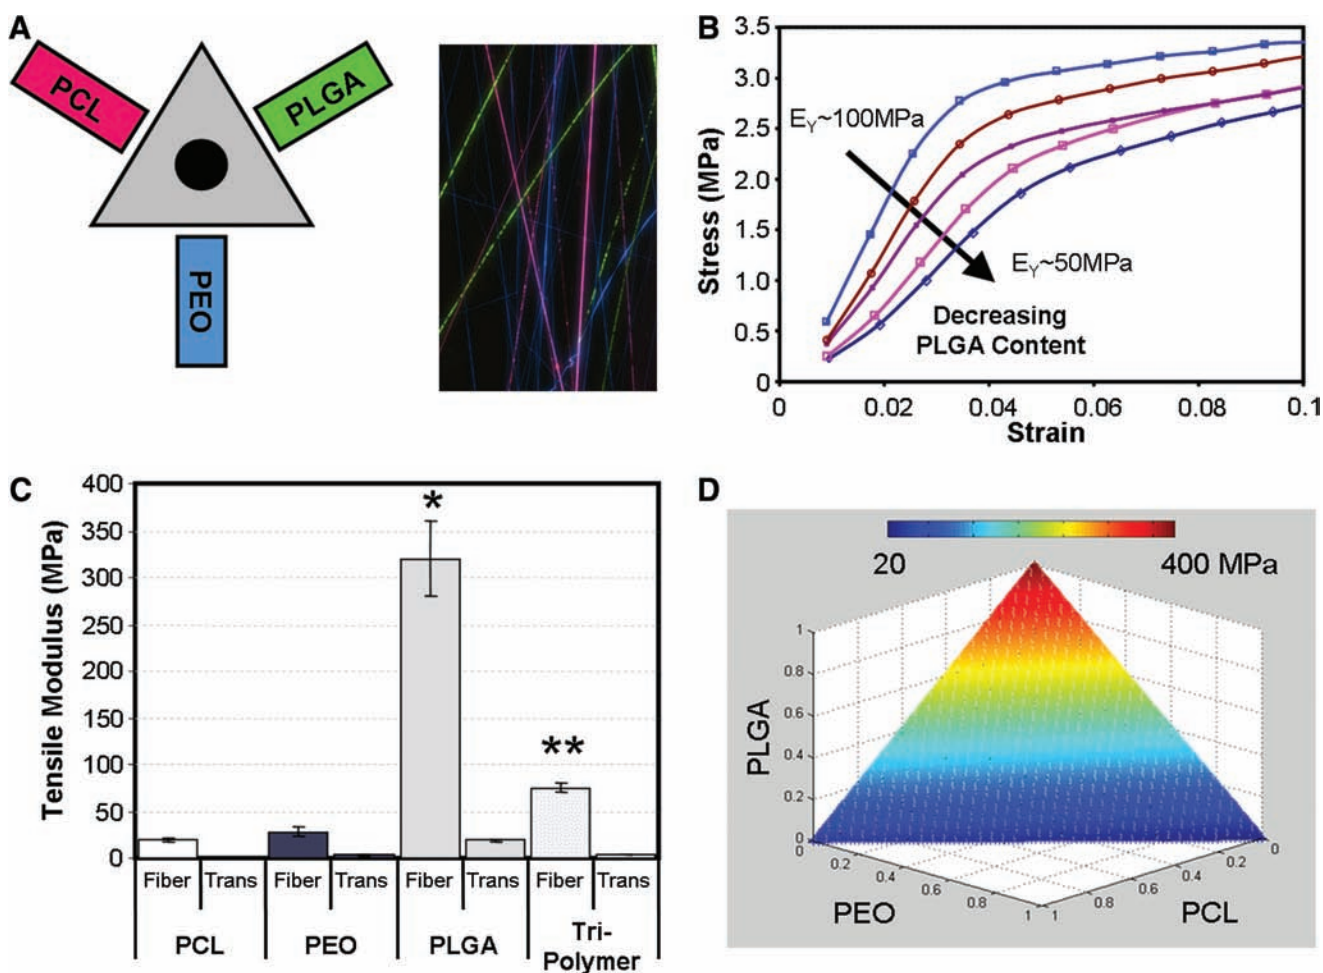 A
PCL
PLGA
PEO
B
3.5
3.0
2.5
2.0
1.5
1.0
0.5
0
Stress (MPa)
E_Y~100MPa
E_Y~50MPa
Decreasing
PLGA Content
0 0.02 0.04 0.06 0.08 0.1
Strain
C
400
350
300
250
200
150
100
50
0
Tensile Modulus (MPa)
*
**
Fiber Trans Fiber Trans Fiber Trans Fiber Trans
PCL PEO PLGA Tri-
Polymer
D
20 400 MPa
1
0.8
0.6
0.4
0.2
0
PLGA
0 0.2 0.4 0.6 0.8 1
PEO
1 0.8 0.6 0.4 0.2 0
PCL